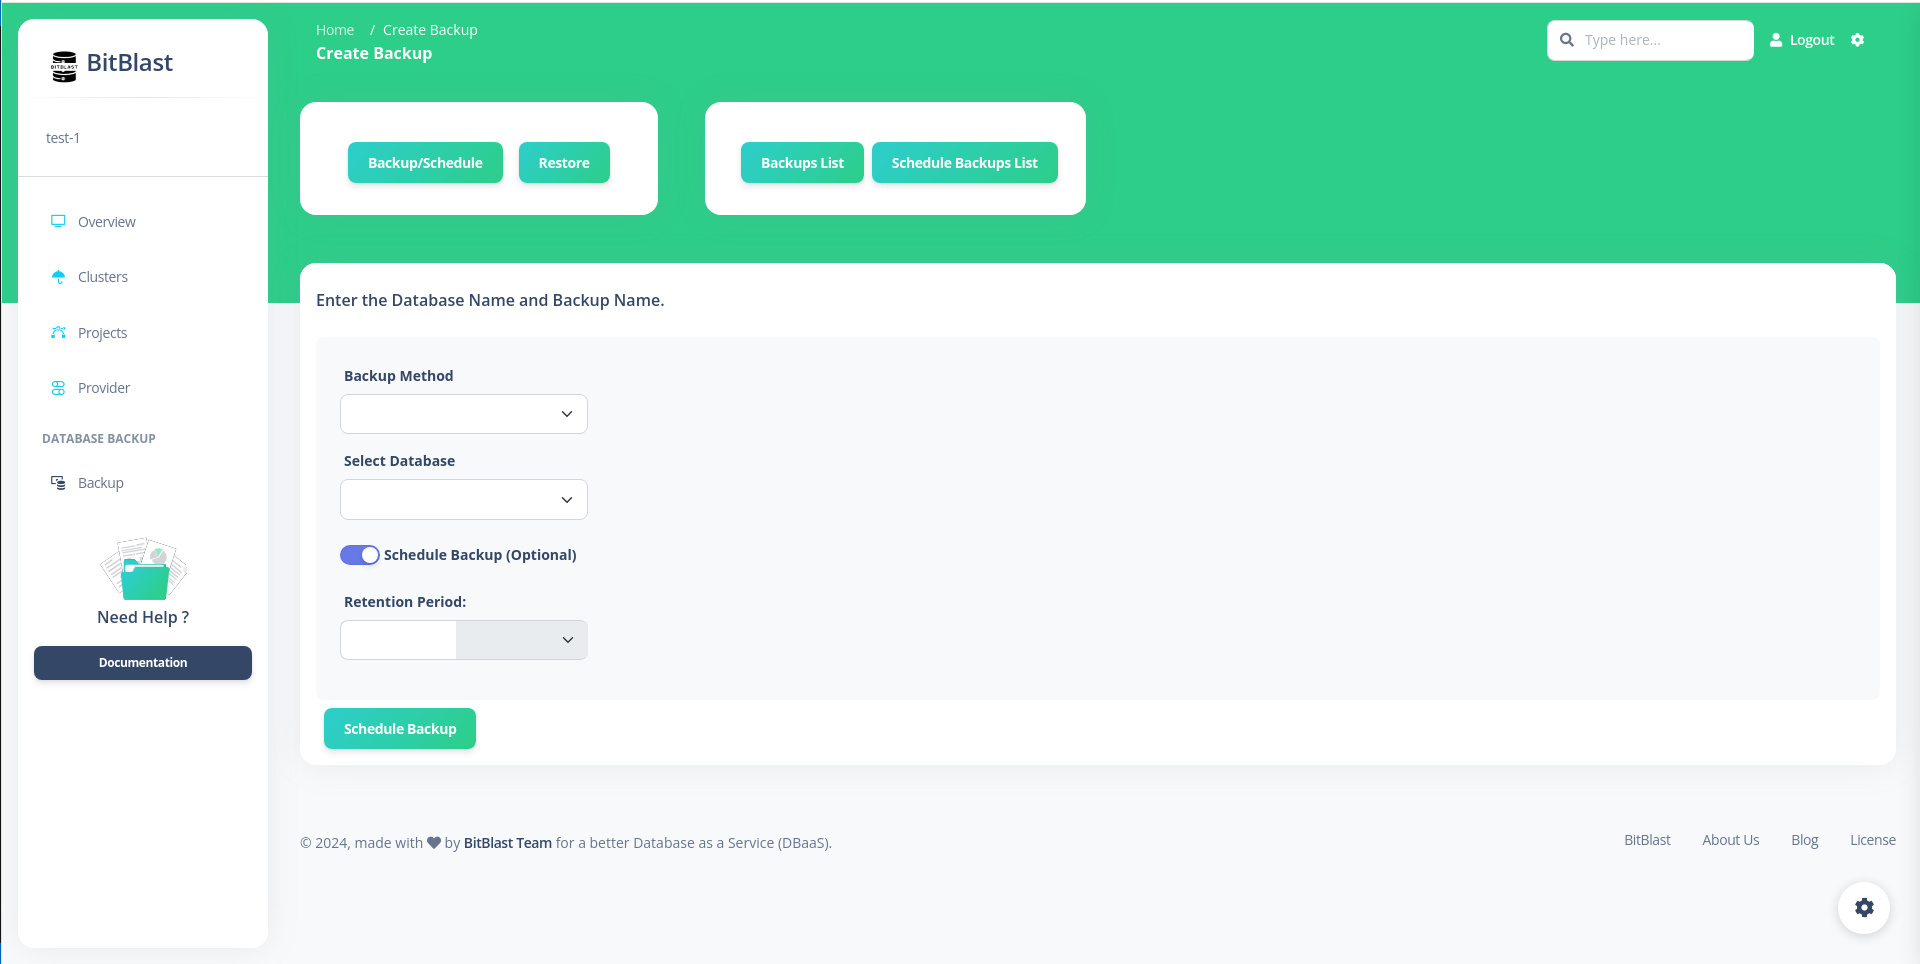 BitBlast
test-1
Overview
Clusters
Projects
Provider
DATABASE BACKUP
Backup
Need Help ?
Documentation
Home / Create Backup
Create Backup
Type here...
Logout
Backup/Schedule
Restore
Backups List
Schedule Backups List
Enter the Database Name and Backup Name.
Backup Method
Select Database
Schedule Backup (Optional)
Retention Period:
Schedule Backup
© 2024, made with ♥ by BitBlast Team for a better Database as a Service (DBaaS).
BitBlast
About Us
Blog
License